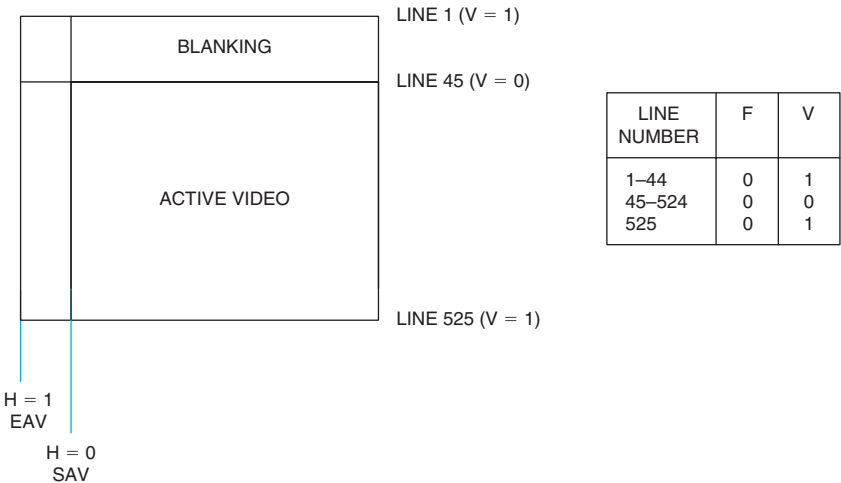 LINE 1 (V = 1)
BLANKING
LINE 45 (V = 0)
ACTIVE VIDEO
LINE 525 (V = 1)
H = 1
EAV
H = 0
SAV
LINE
NUMBER F V
1–44 0 1
45–524 0 0
525 0 1